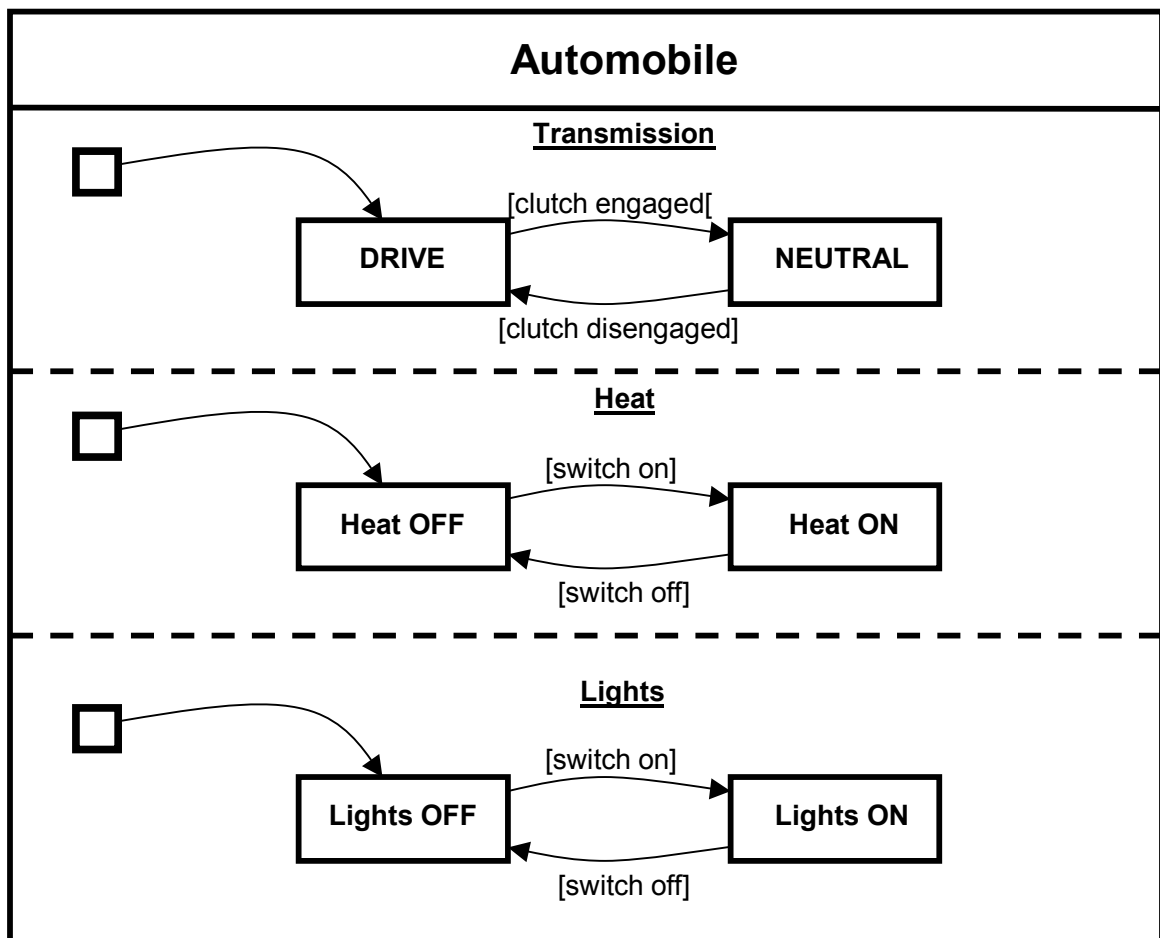 Automobile
Transmission
[clutch engaged[
DRIVE
NEUTRAL
[clutch disengaged]
Heat
[switch on]
Heat OFF
Heat ON
[switch off]
Lights
[switch on]
Lights OFF
Lights ON
[switch off]